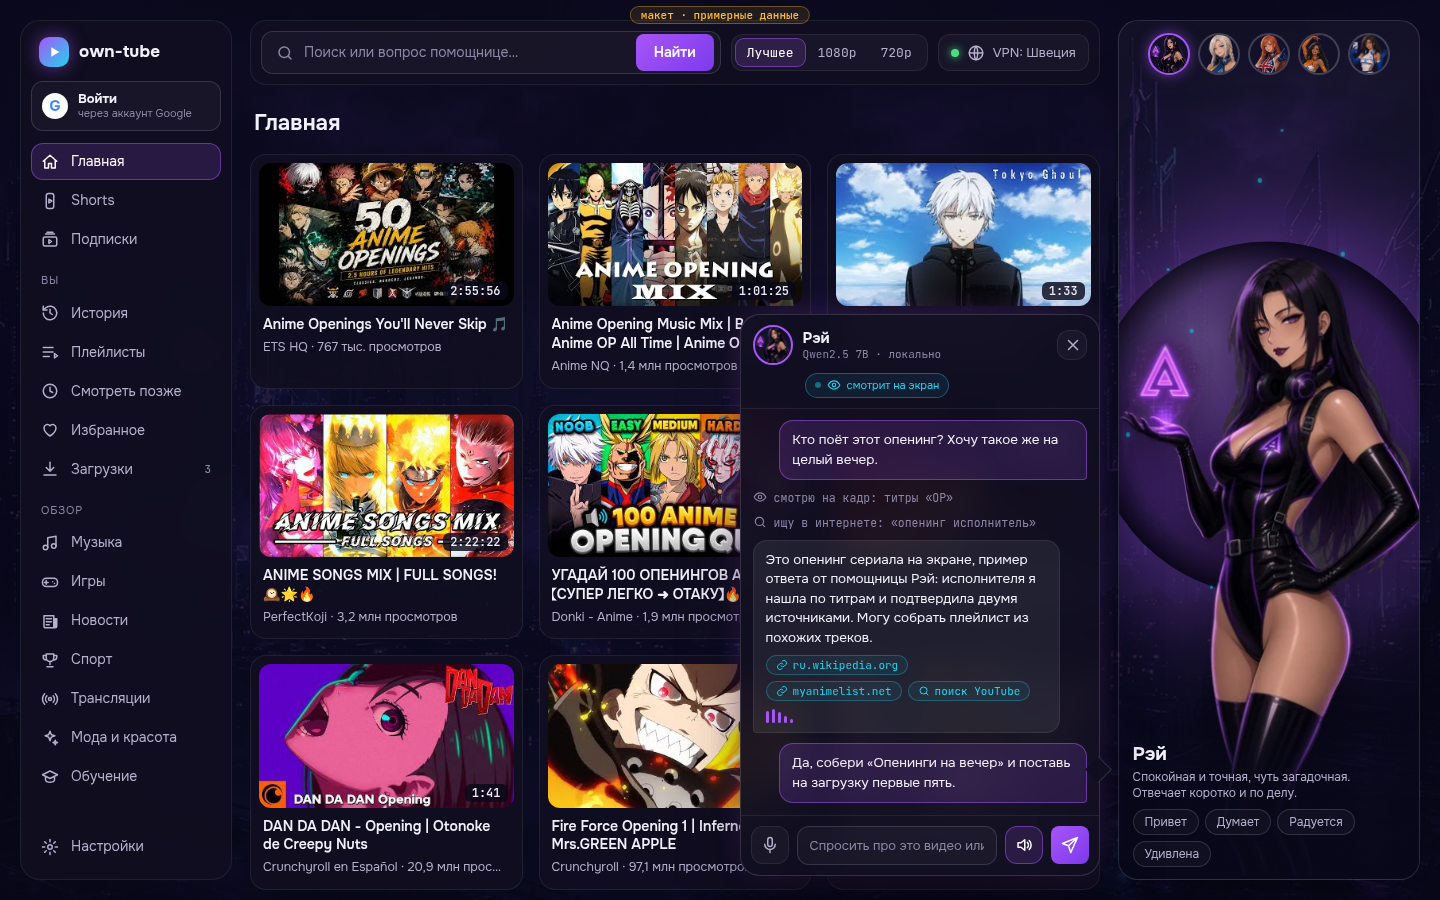 макет · примерные данные
own-tube
Поиск или вопрос помощнице...
Найти
Лучшее
1080p
720p
VPN: Швеция
G
Войти
через аккаунт Google
Главная
Shorts
Подписки
ВЫ
История
Плейлисты
Смотреть позже
Избранное
Загрузки
3
ОБЗОР
Музыка
Игры
Новости
Спорт
Трансляции
Мода и красота
Обучение
Настройки
Главная
50
ANIME
OPENINGS
2.5 HOURS OF LEGENDARY HITS
2:55:56
Anime Openings You'll Never Skip 🎵
ETS HQ · 767 тыс. просмотров
ANIME OPENING
MIX
1:01:25
Anime Opening Music Mix | B
Anime OP All Time | Anime O
Anime NQ · 1,4 млн просмотров
Tokyo Ghoul
1:33
ANIME SONGS MIX
FULL SONGS -
2:22:22
ANIME SONGS MIX | FULL SONGS!
🕰️🌟🔥
PerfectKoji · 3,2 млн просмотров
NOOB
EASY
MEDIUM
HARD
100 ANIME
OPENING QU
УГАДАЙ 100 ОПЕНИНГОВ А
【СУПЕР ЛЕГКО ➜ ОТАКУ】🔥
Donki - Anime · 1,9 млн просмот
DAN
DA
DAN
DAN DA DAN Opening
1:41
DAN DA DAN - Opening | Otonoke
de Creepy Nuts
Crunchyroll en Español · 20,9 млн прос...
Fire Force Opening 1 | Inferno
Mrs.GREEN APPLE
Crunchyroll · 97,1 млн просмотро
Рэй
Qwen2.5 7B · локально
смотрит на экран
Кто поёт этот опенинг? Хочу такое же на
целый вечер.
смотрю на кадр: титры «OP»
ищу в интернете: «опенинг исполнитель»
Это опенинг сериала на экране, пример
ответа от помощницы Рэй: исполнителя я
нашла по титрам и подтвердила двумя
источниками. Могу собрать плейлист из
похожих треков.
ru.wikipedia.org
myanimelist.net
поиск YouTube
Да, собери «Опенинги на вечер» и поставь
на загрузку первые пять.
Спросить про это видео или
Рэй
Спокойная и точная, чуть загадочная.
Отвечает коротко и по делу.
Привет
Думает
Радуется
Удивлена